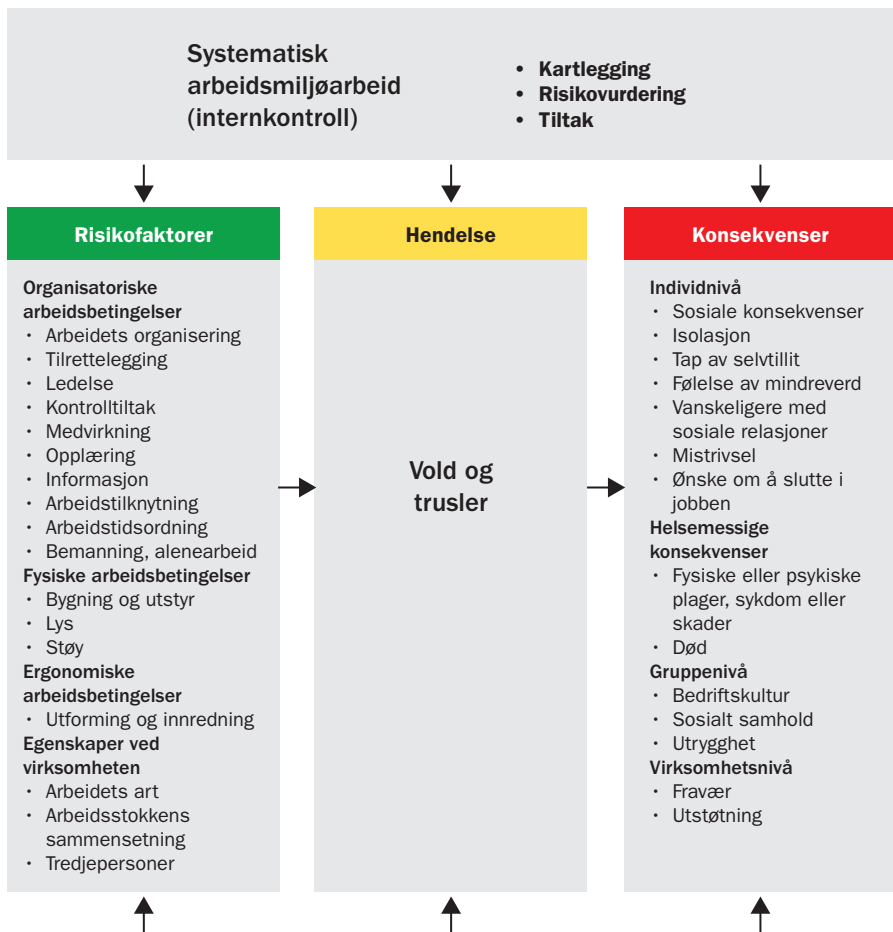 Systematisk
arbeidsmiljøarbeid
(internkontroll)
• Kartlegging
• Risikovurdering
• Tiltak
Risikofaktorer
Organisatoriske
arbeidsbetingelser
· Arbeidets organisering
· Tilrettelegging
· Ledelse
· Kontrolltiltak
· Medvirkning
· Opplæring
· Informasjon
· Arbeidstilknytning
· Arbeidstidsordning
· Bemanning, alenearbeid
Fysiske arbeidsbetingelser
· Bygning og utstyr
· Lys
· Støy
Ergonomiske
arbeidsbetingelser
· Utforming og innredning
Egenskaper ved
virksomheten
· Arbeidets art
· Arbeidsstokkens
sammensetning
· Tredjepersoner
Hendelse
Vold og
trusler
Konsekvenser
Individnivå
· Sosiale konsekvenser
· Isolasjon
· Tap av selvtillit
· Følelse av mindreverd
· Vanskeligere med
sosiale relasjoner
· Mistrivsel
· Ønske om å slutte i
jobben
Helsemessige
konsekvenser
· Fysiske eller psykiske
plager, sykdom eller
skader
· Død
Gruppenivå
· Bedriftskultur
· Sosialt samhold
· Utrygghet
Virksomhetsnivå
· Fravær
· Utstøtning